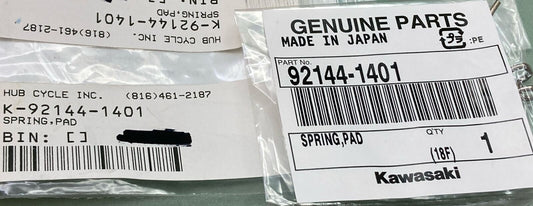 K-92144-1401
SPRING,PAD
HUB CYCLE INC. (816)461-2187
HUB CYCLE INC. (816)461-2187
K-92144-1401
SPRING,PAD
BIN: []
GENUINE PARTS
MADE IN JAPAN
:PE
PART No.
92144-1401
SPRING,PAD
QTY
(18F) 1
Kawasaki